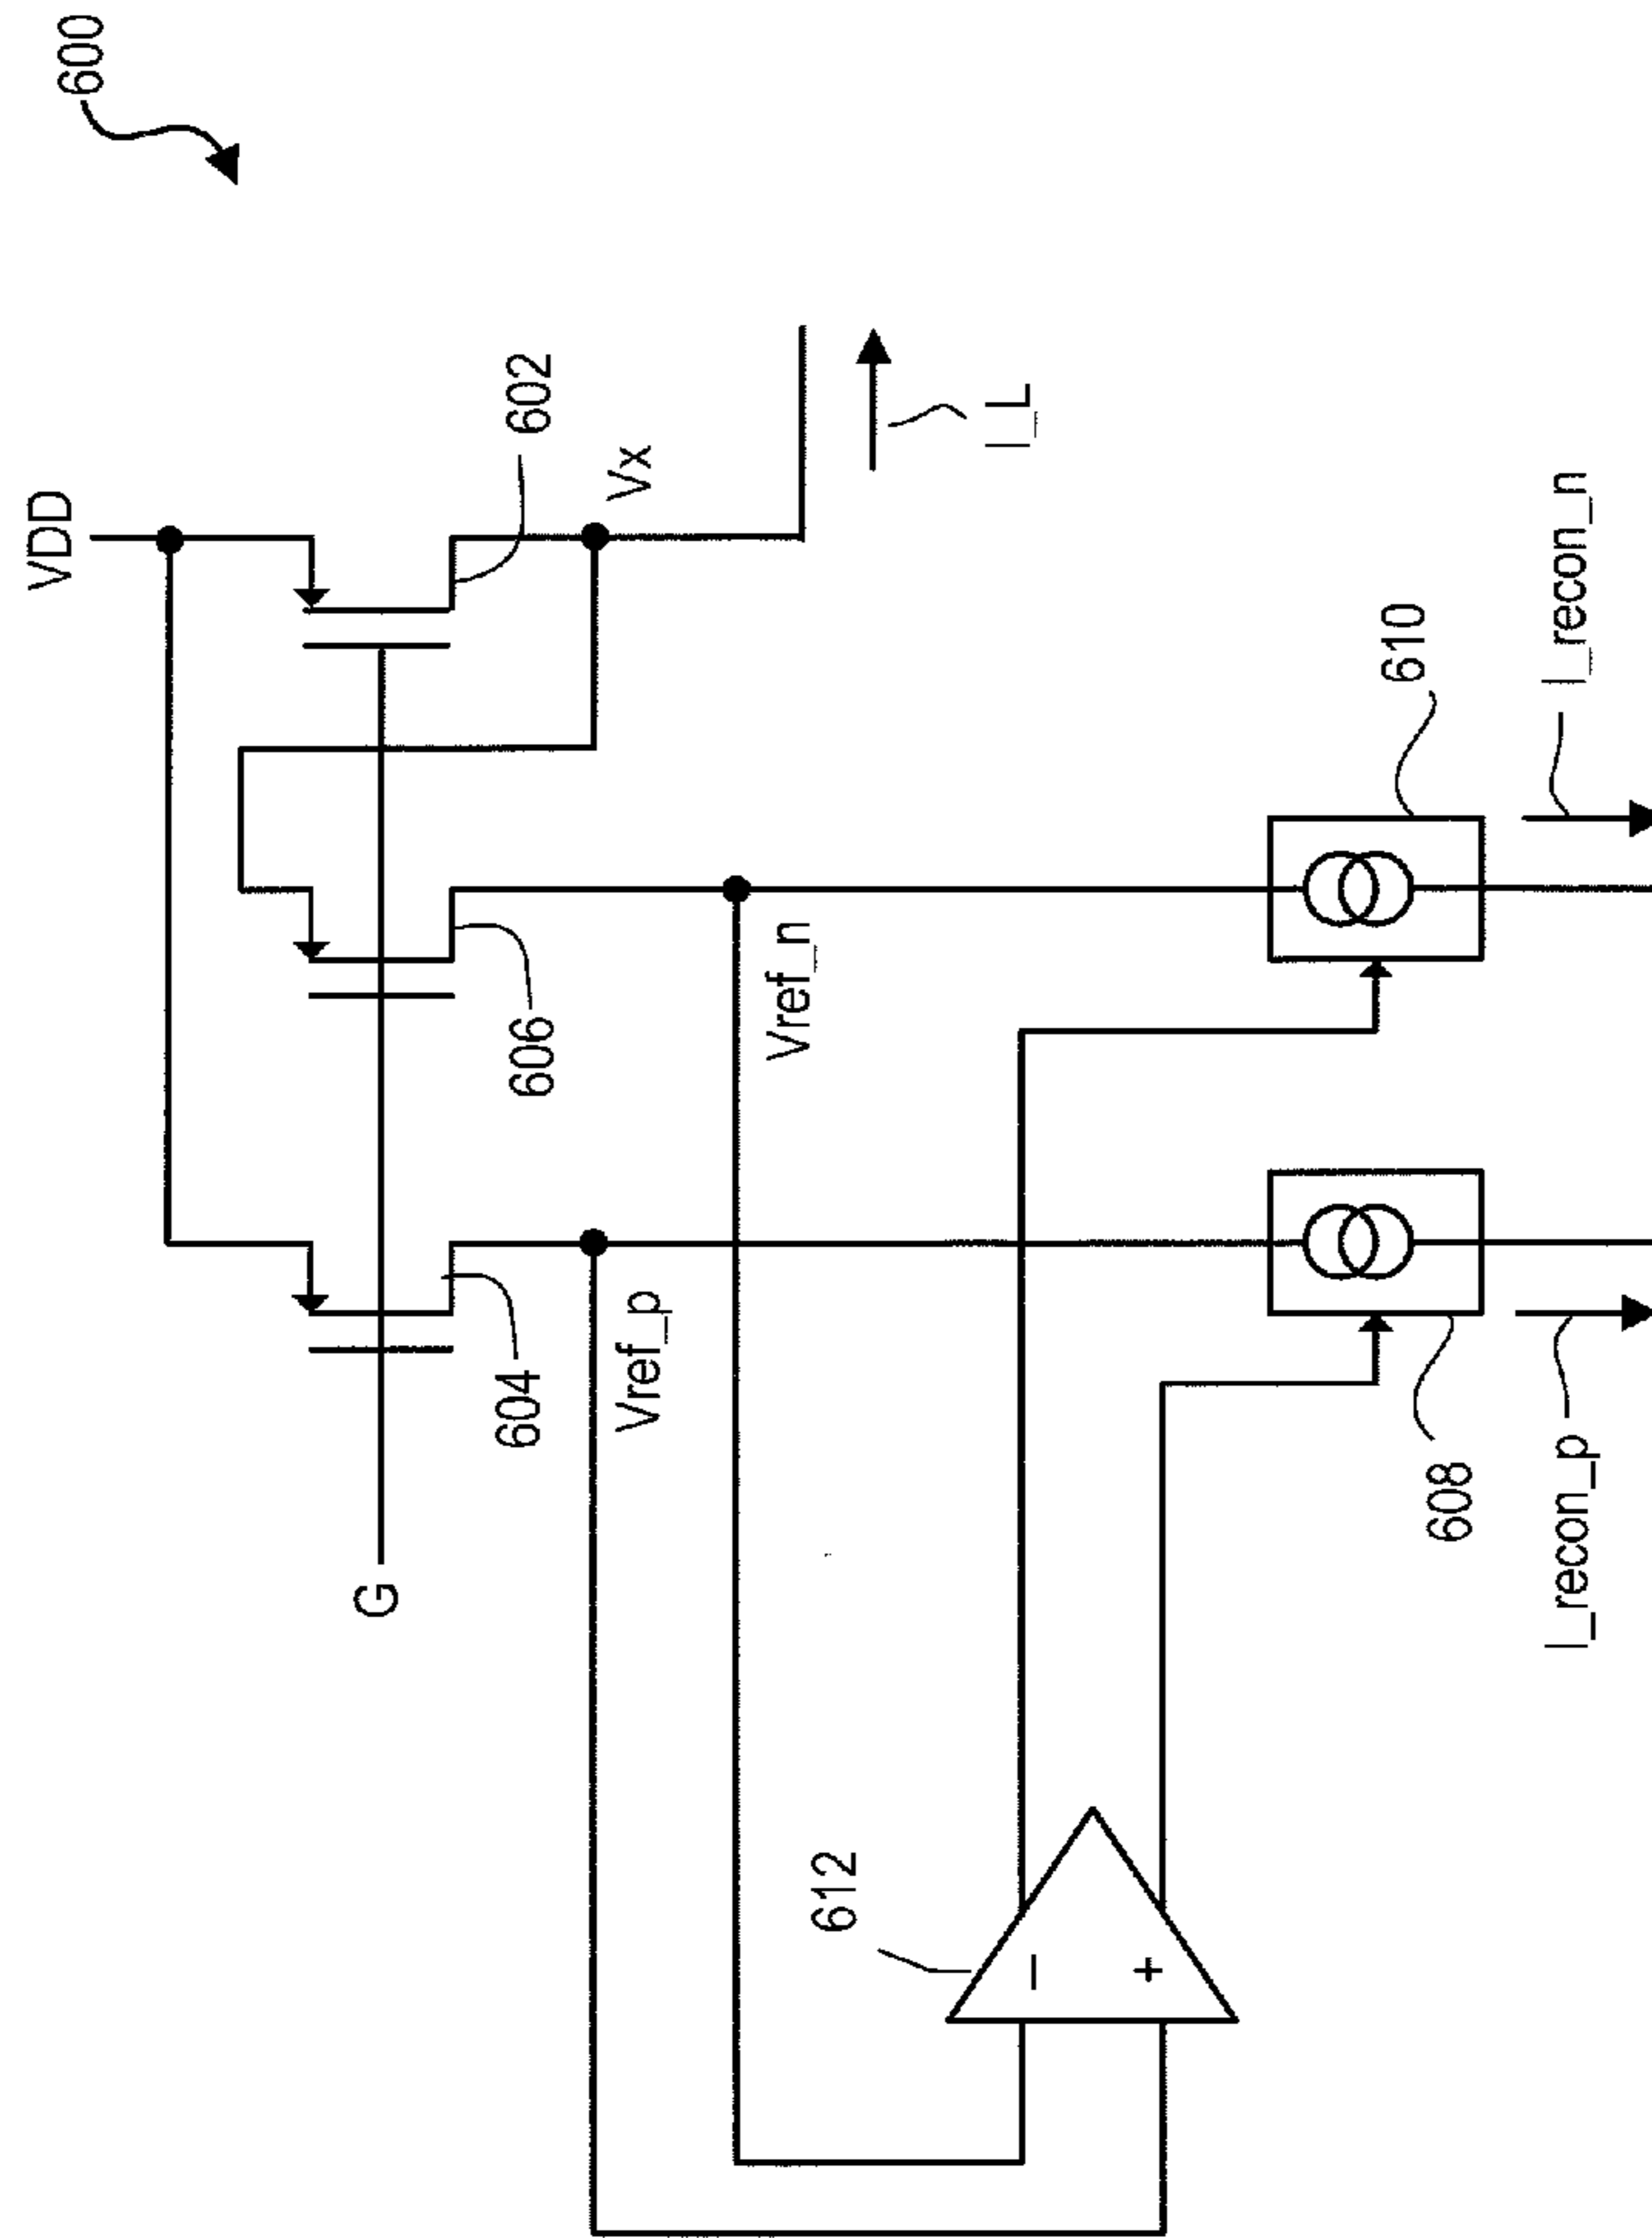 600
VDD
602
Vx
I_L
606
Vref_n
604
Vref_p
G
610
I_recon_n
608
I_recon_p
612
−
+